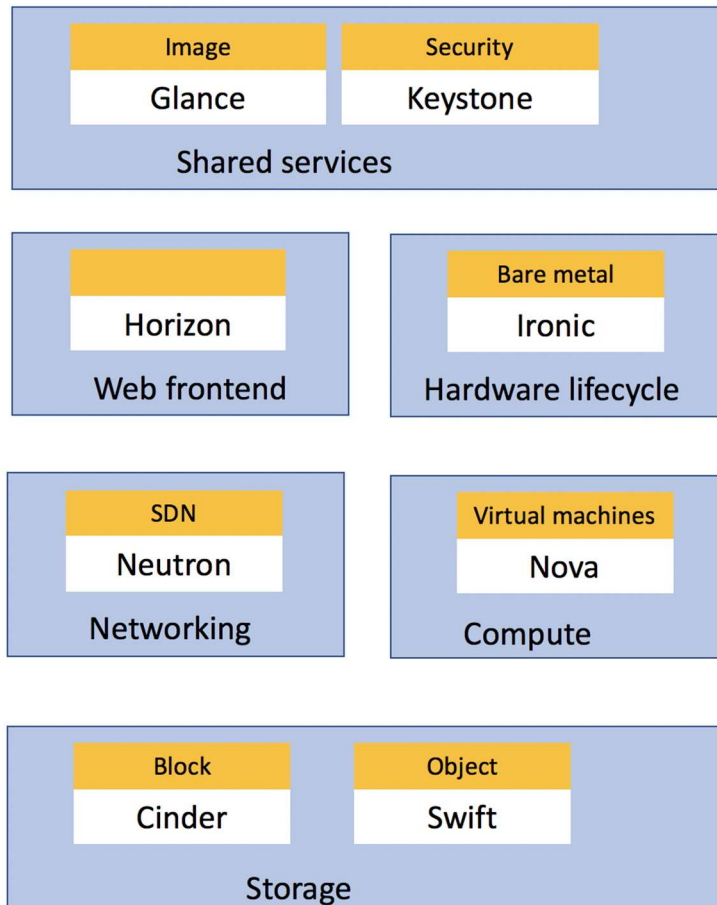 Image
Glance
Security
Keystone
Shared services
Horizon
Web frontend
Bare metal
Ironic
Hardware lifecycle
SDN
Neutron
Networking
Virtual machines
Nova
Compute
Block
Cinder
Object
Swift
Storage